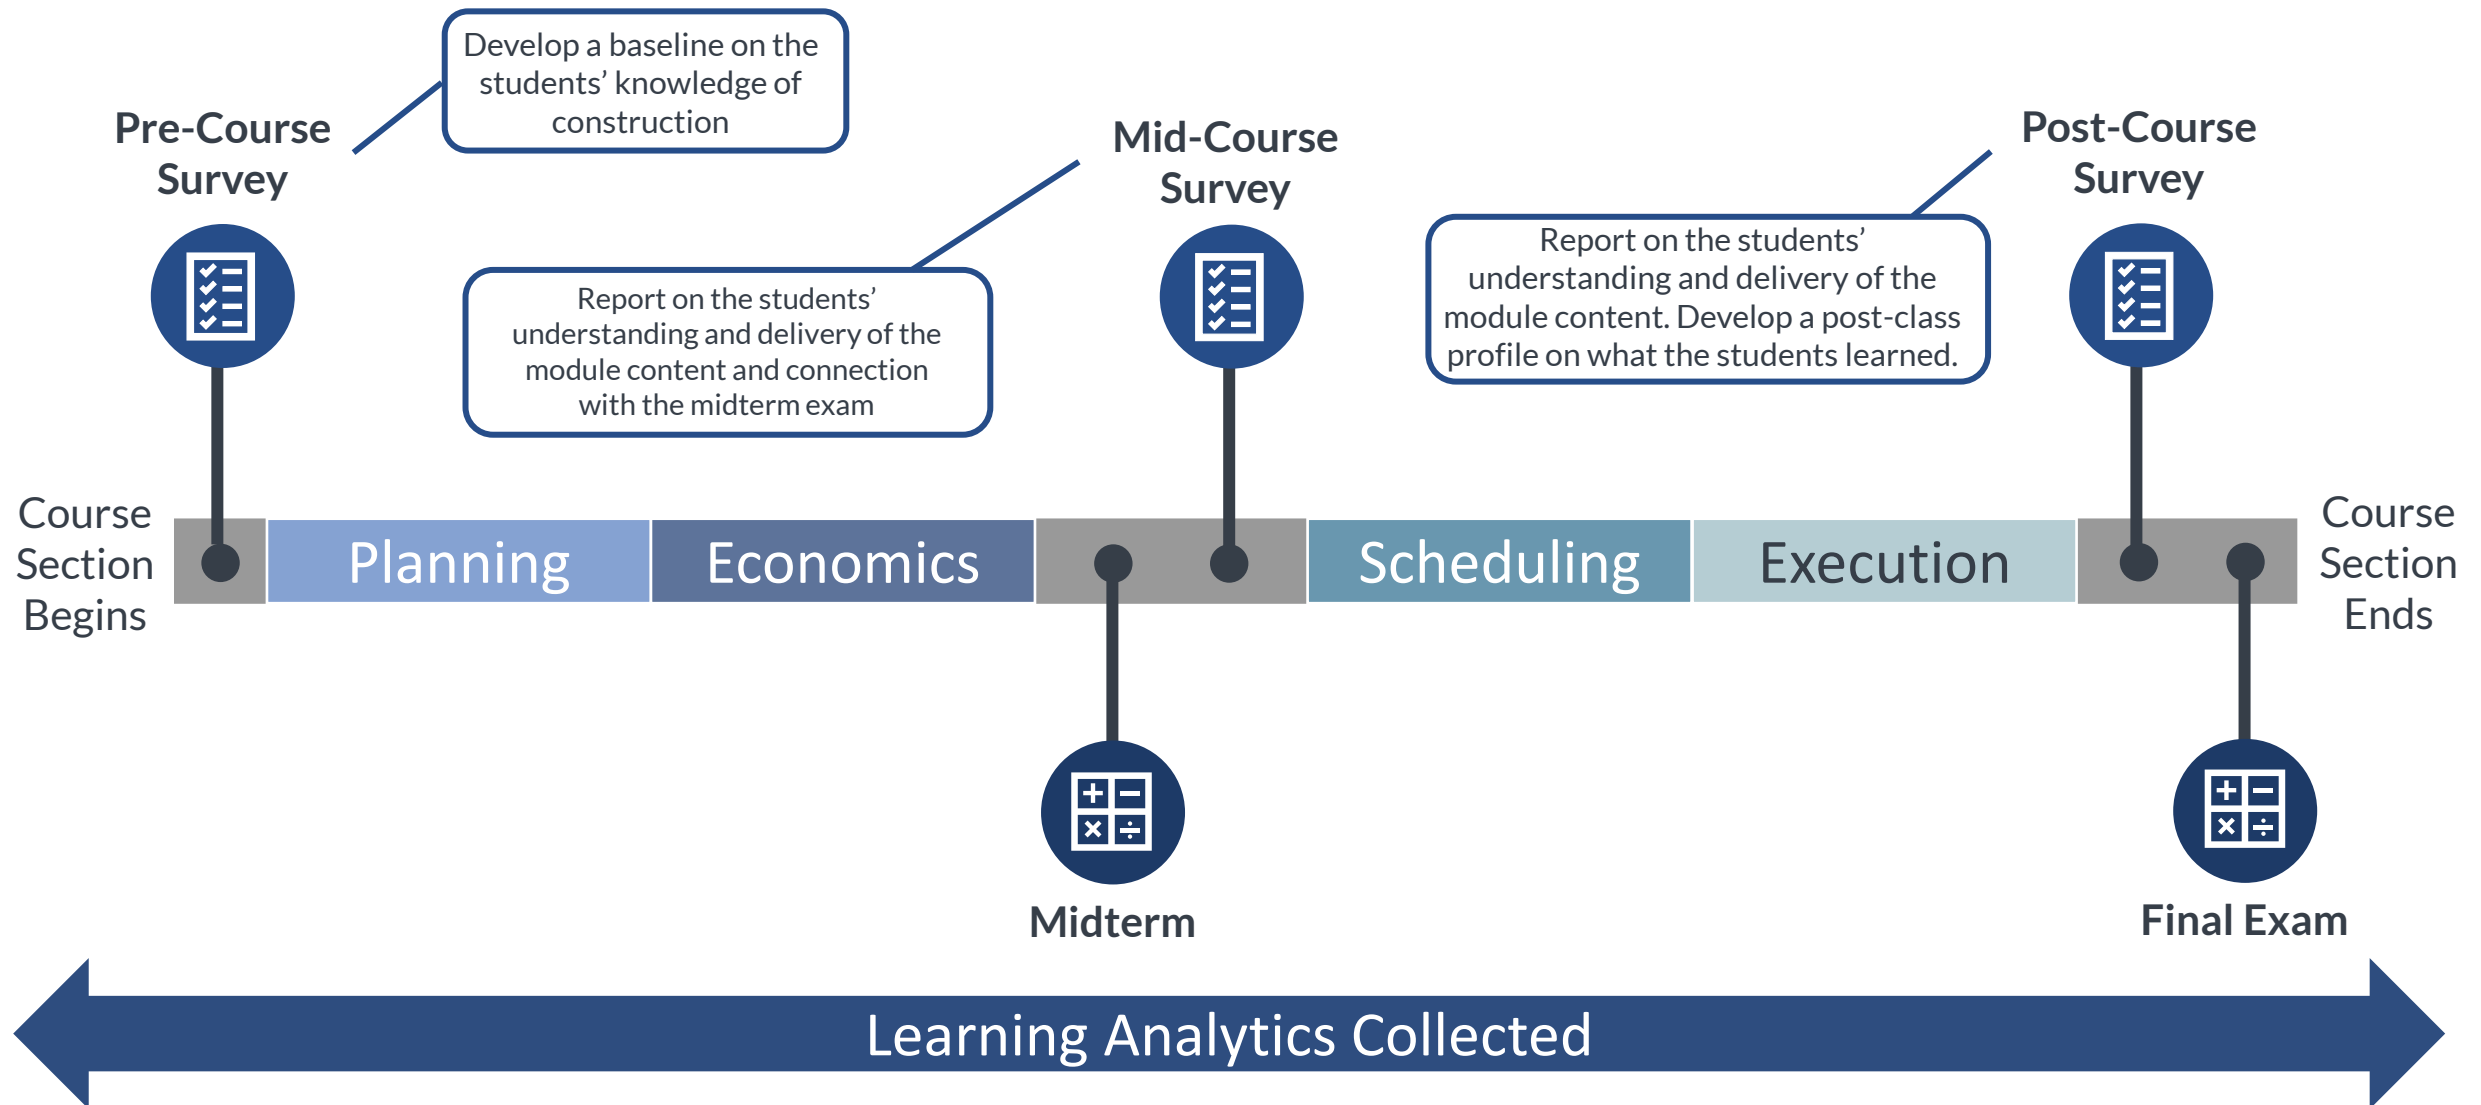 Develop a baseline on the
students’ knowledge of
construction
Pre-Course
Survey
Mid-Course
Survey
Post-Course
Survey
Report on the students’
understanding and delivery of the
module content and connection
with the midterm exam
Report on the students’
understanding and delivery of the
module content. Develop a post-class
profile on what the students learned.
Course
Section
Begins
Planning
Economics
Scheduling
Execution
Course
Section
Ends
Midterm
Final Exam
Learning Analytics Collected